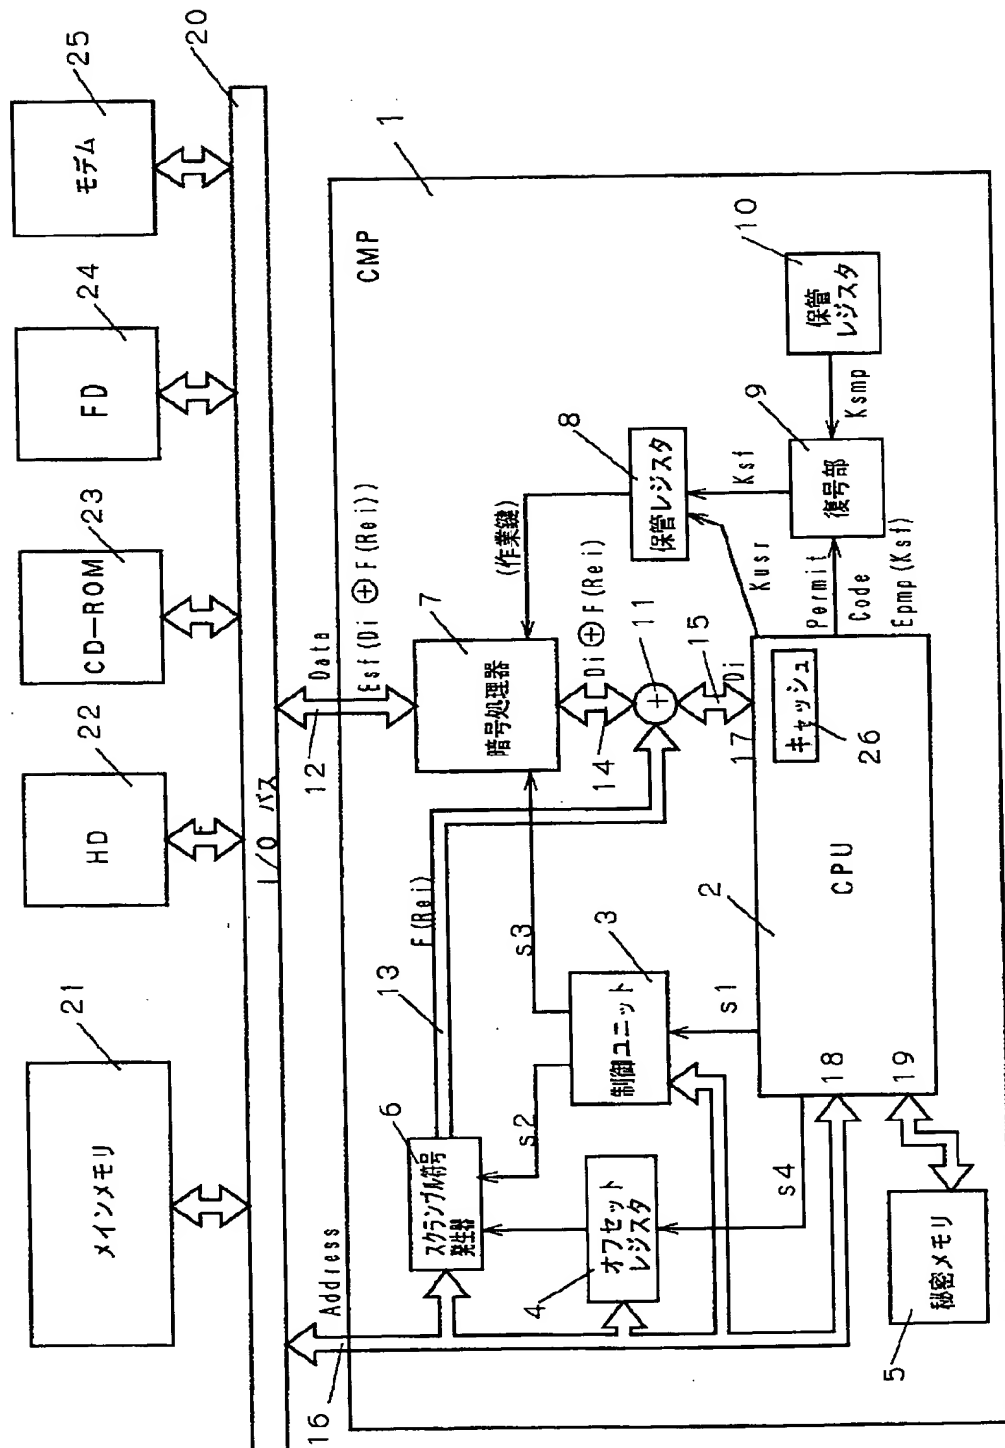 メインメモリ
21
HD
22
CD-ROM
23
FD
24
モデム
25
I/O バス
20
16
Address
12
Data
Esf(Di ⊕ F(Rei))
CMP
1
13
F(Rei)
6
スクランブル符号
発生器
暗号処理器
7
(作業鍵)
s2
s3
14
Di⊕F(Rei)
11
保管レジスタ
8
4
オフセット
レジスタ
制御ユニット
3
15
Di
Kusr
Ksf
s4
s1
17
Permit
Code
Epmp(Ksf)
復号部
9
Ksmp
保管
レジスタ
10
5
秘密メモリ
18
19
2
CPU
キャッシュ
26